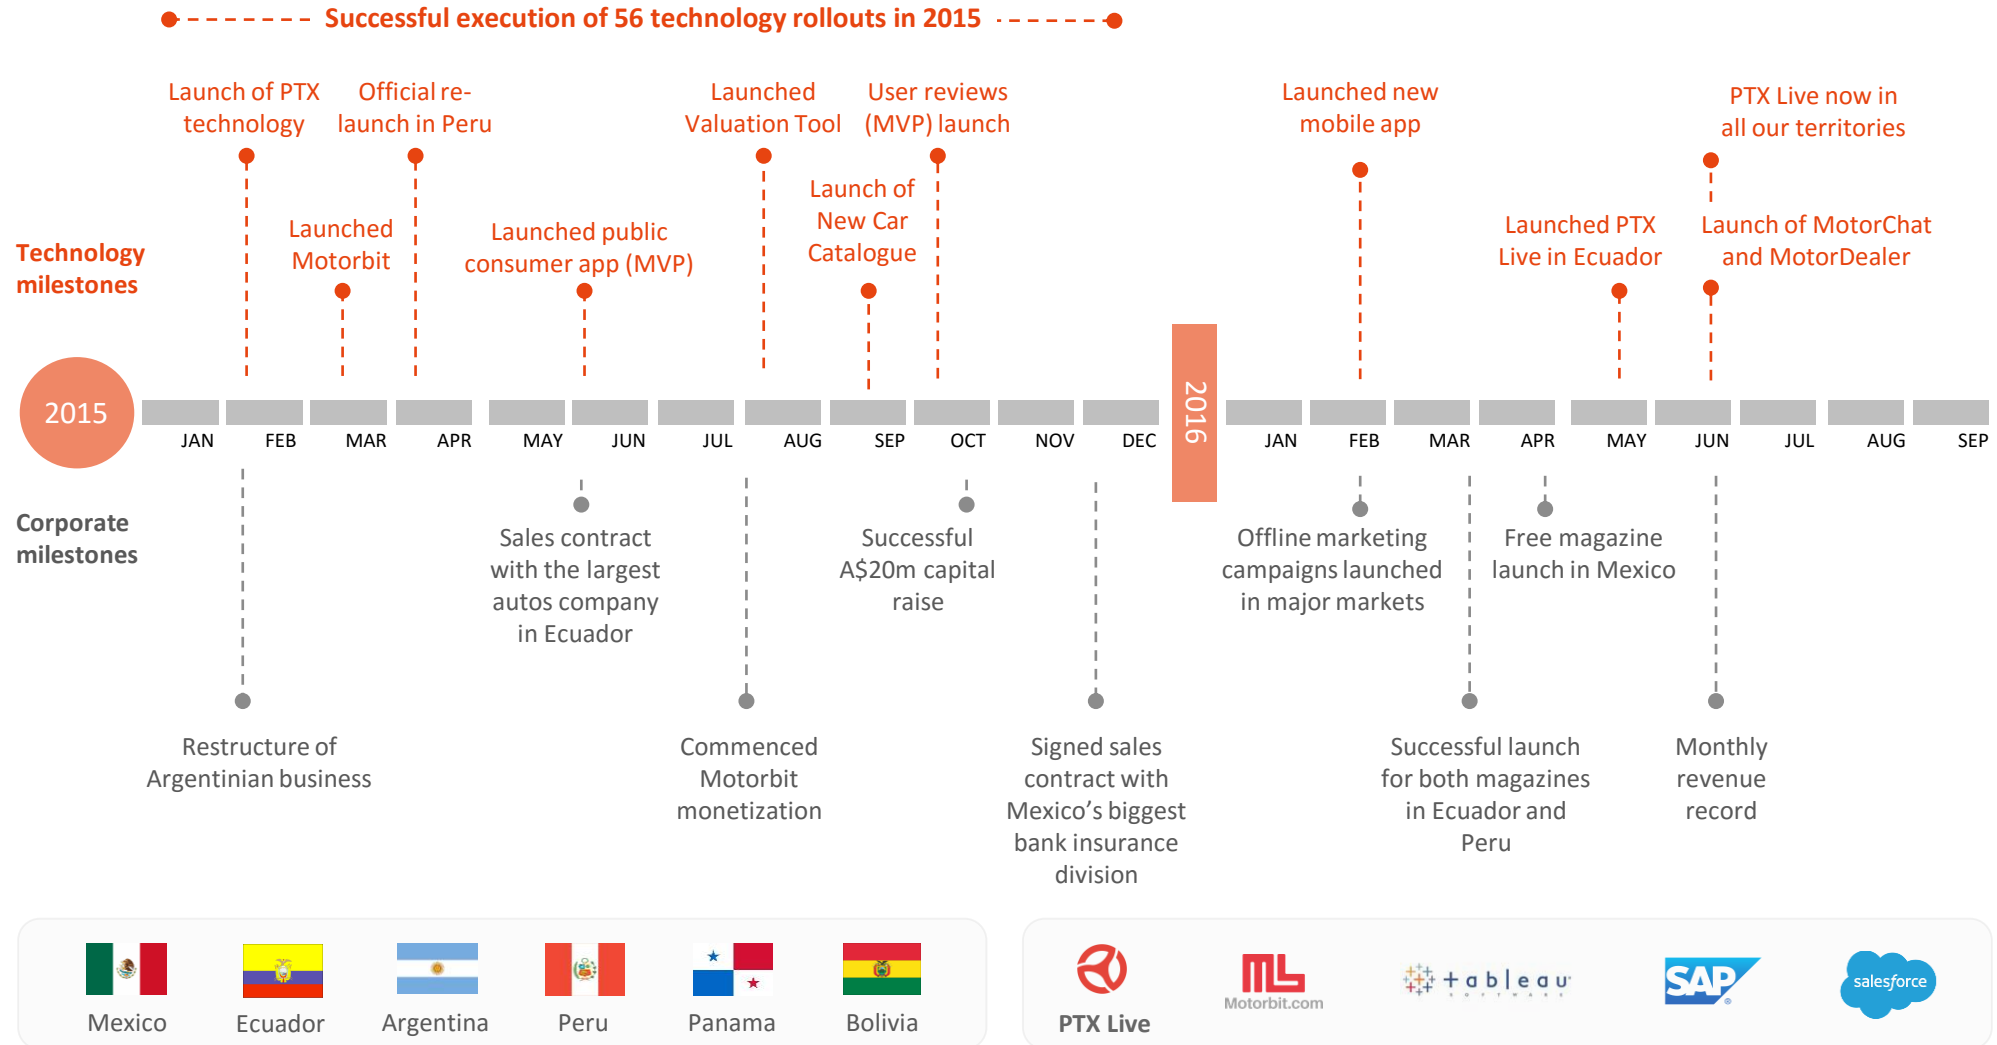 Successful execution of 56 technology rollouts in 2015
Launch of PTX
technology
Official re-
launch in Peru
Launched
Valuation Tool
User reviews
(MVP) launch
Launched new
mobile app
PTX Live now in
all our territories
Launched
Motorbit
Launched public
consumer app (MVP)
Launch of
New Car
Catalogue
Launched PTX
Live in Ecuador
Launch of MotorChat
and MotorDealer
Technology
milestones
2015
JAN
FEB
MAR
APR
MAY
JUN
JUL
AUG
SEP
OCT
NOV
DEC
2016
JAN
FEB
MAR
APR
MAY
JUN
JUL
AUG
SEP
Corporate
milestones
Sales contract
with the largest
autos company
in Ecuador
Successful
A$20m capital
raise
Offline marketing
campaigns launched
in major markets
Free magazine
launch in Mexico
Restructure of
Argentinian business
Commenced
Motorbit
monetization
Signed sales
contract with
Mexico’s biggest
bank insurance
division
Successful launch
for both magazines
in Ecuador and
Peru
Monthly
revenue
record
Mexico
Ecuador
Argentina
Peru
Panama
Bolivia
PTX Live
Motorbit.com
tableau
SOFTWARE
SAP
salesforce